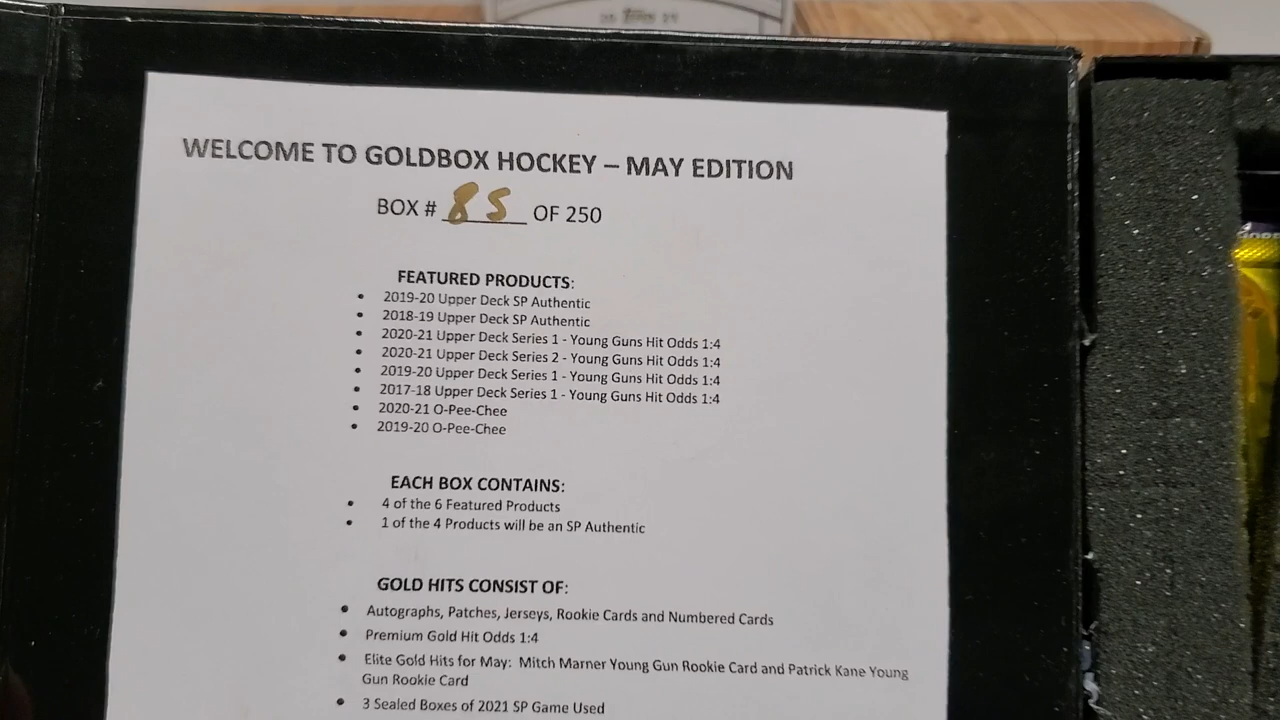 WELCOME TO GOLDBOX HOCKEY – MAY EDITION
BOX # 85 OF 250
FEATURED PRODUCTS:
• 2019-20 Upper Deck SP Authentic
• 2018-19 Upper Deck SP Authentic
• 2020-21 Upper Deck Series 1 - Young Guns Hit Odds 1:4
• 2020-21 Upper Deck Series 2 - Young Guns Hit Odds 1:4
• 2019-20 Upper Deck Series 1 - Young Guns Hit Odds 1:4
• 2017-18 Upper Deck Series 1 - Young Guns Hit Odds 1:4
• 2020-21 O-Pee-Chee
• 2019-20 O-Pee-Chee
EACH BOX CONTAINS:
• 4 of the 6 Featured Products
• 1 of the 4 Products will be an SP Authentic
GOLD HITS CONSIST OF:
• Autographs, Patches, Jerseys, Rookie Cards and Numbered Cards
• Premium Gold Hit Odds 1:4
• Elite Gold Hits for May: Mitch Marner Young Gun Rookie Card and Patrick Kane Young
Gun Rookie Card
• 3 Sealed Boxes of 2021 SP Game Used